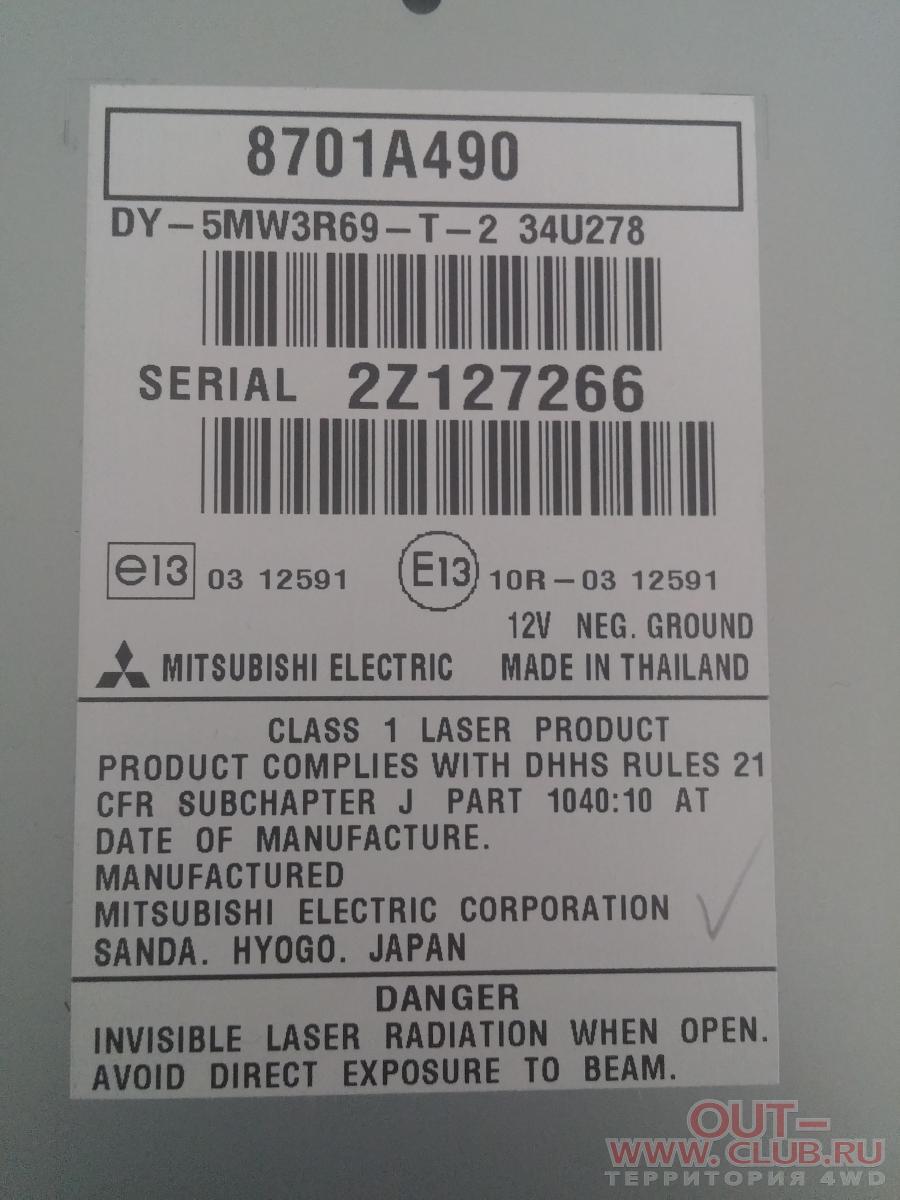 8701A490
DY-5MW3R69-T-2 34U278
SERIAL 2Z127266
e13 03 12591 E13 10R-03 12591
12V NEG. GROUND
MITSUBISHI ELECTRIC MADE IN THAILAND
CLASS 1 LASER PRODUCT
PRODUCT COMPLIES WITH DHHS RULES 21
CFR SUBCHAPTER J PART 1040:10 AT
DATE OF MANUFACTURE.
MANUFACTURED
MITSUBISHI ELECTRIC CORPORATION
SANDA. HYOGO. JAPAN
DANGER
INVISIBLE LASER RADIATION WHEN OPEN.
AVOID DIRECT EXPOSURE TO BEAM.
OUT-
WWW.CLUB.RU
ТЕРРИТОРИЯ 4WD